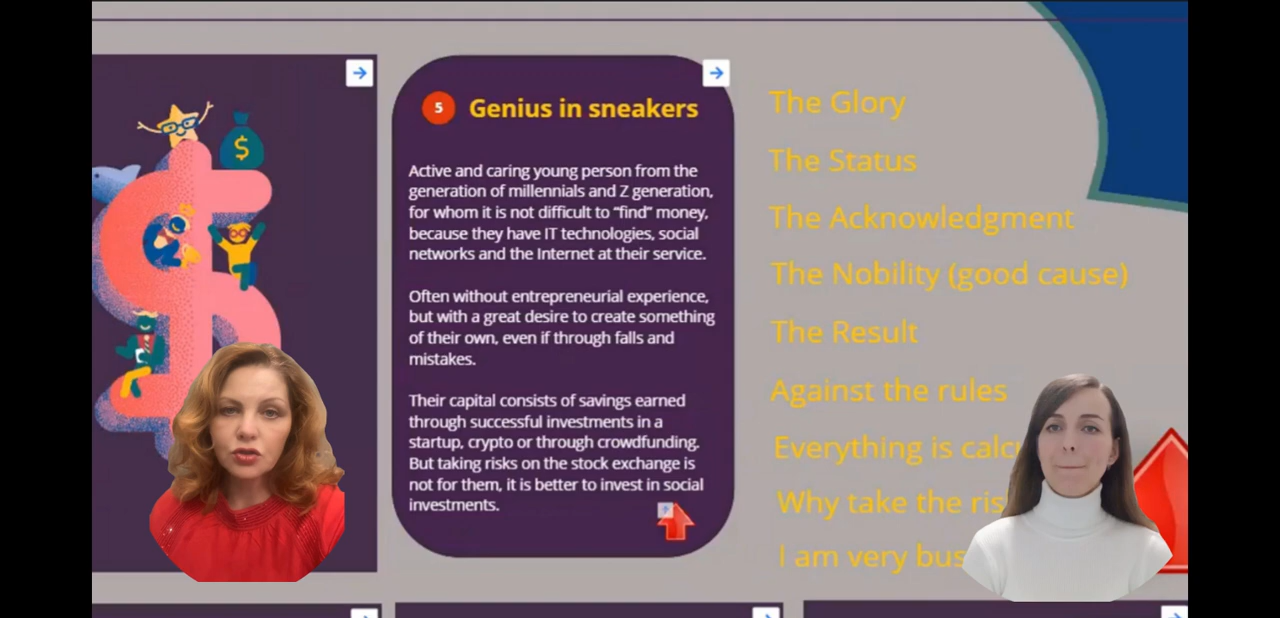 $
5
Genius in sneakers
Active and caring young person from the
generation of millennials and Z generation,
for whom it is not difficult to “find” money,
because they have IT technologies, social
networks and the Internet at their service.
Often without entrepreneurial experience,
but with a great desire to create something
of their own, even if through falls and
mistakes.
Their capital consists of savings earned
through successful investments in a
startup, crypto or through crowdfunding.
But taking risks on the stock exchange is
not for them, it is better to invest in social
investments.
The Glory
The Status
The Acknowledgment
The Nobility (good cause)
The Result
Against the rules
Everything is
Why take the
I am very